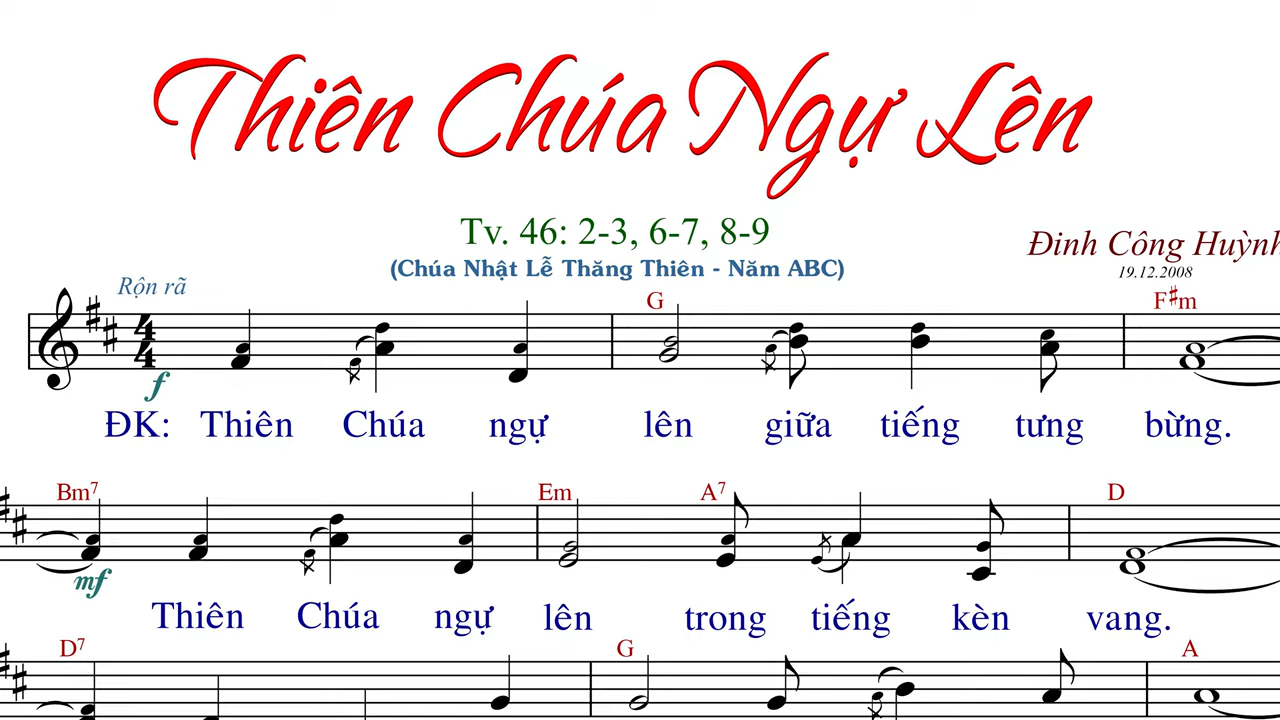 Thiên Chúa Ngự Lên
Tv. 46: 2-3, 6-7, 8-9
(Chúa Nhật Lễ Thăng Thiên - Năm ABC)
Đinh Công Huỳnh
19.12.2008
Rộn rã
G F♯m
4
4
f
ĐK: Thiên Chúa ngự lên giữa tiếng tưng bừng.
Bm7 Em A7 D
mf
Thiên Chúa ngự lên trong tiếng kèn vang.
D7 G A